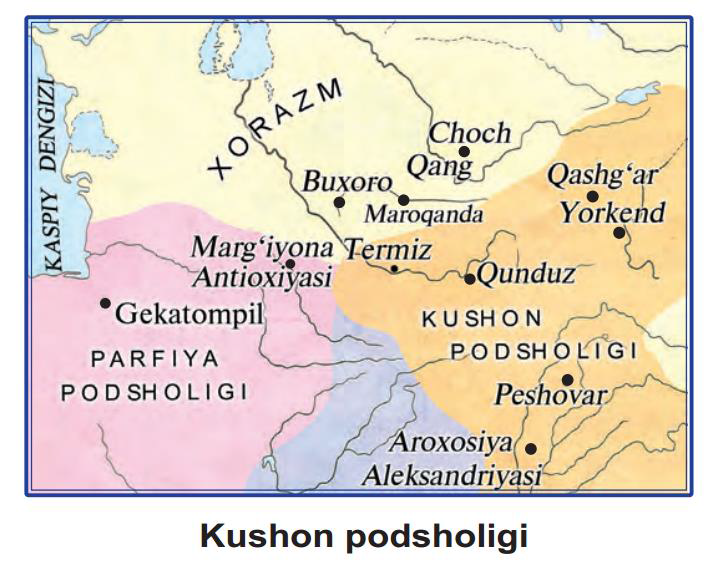 KASPIY DENGIZI
XORAZM
Choch
Qang
Buxoro
Maroqanda
Qashg‘ar
Yorkend
Marg‘iyona
Antioxiyasi
Termiz
Qunduz
Gekatompil
KUSHON
PODSHOLIGI
PARFIYA
PODSHOLIGI
Peshovar
Aroxosiya
Aleksandriyasi
Kushon podsholigi